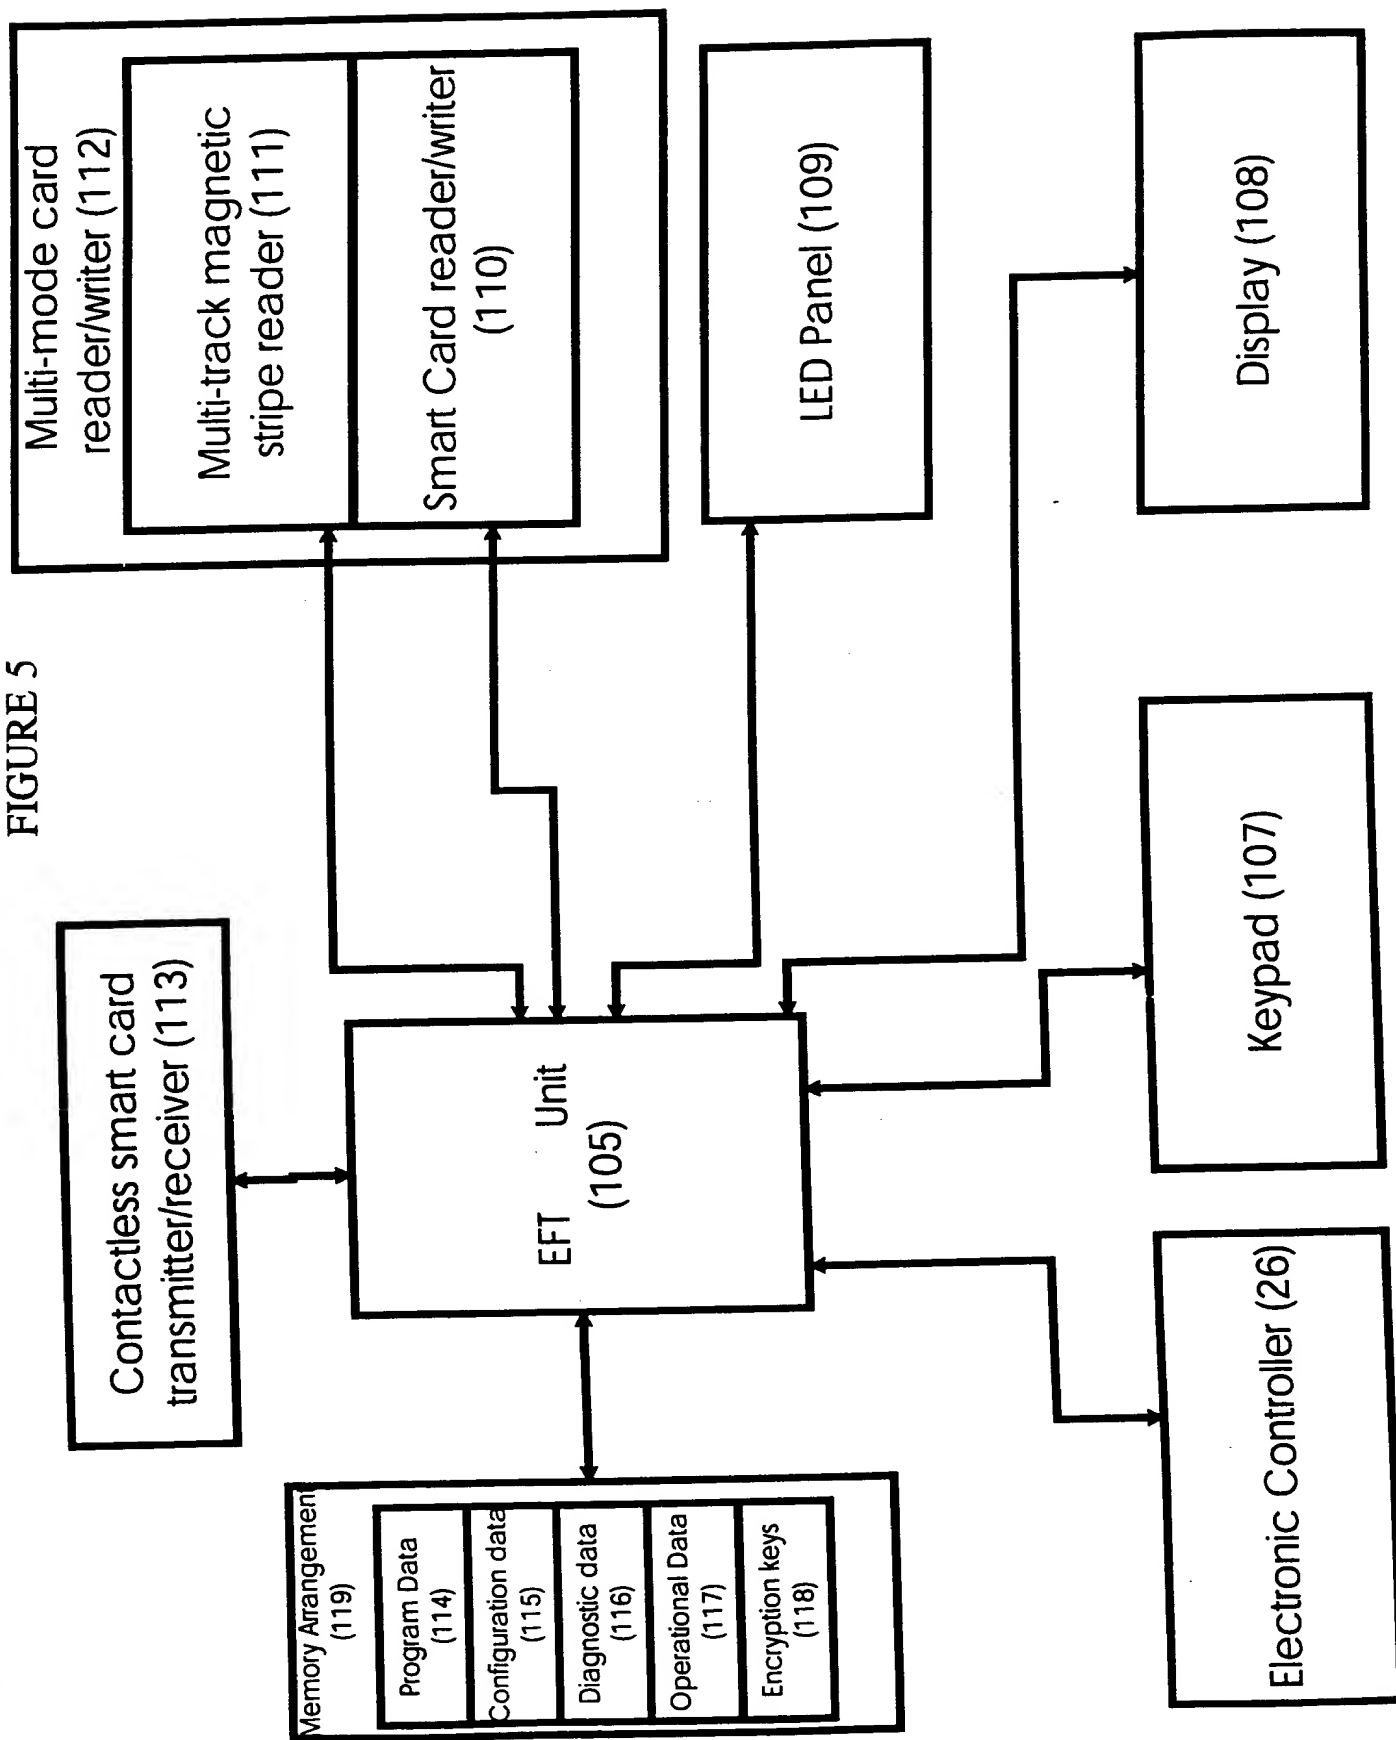 FIGURE 5
Contactless smart card
transmitter/receiver (113)
Multi-mode card
reader/writer (112)
Multi-track magnetic
stripe reader (111)
Smart Card reader/writer
(110)
Memory Arrangement
(119)
Program Data
(114)
Configuration data
(115)
Diagnostic data
(116)
Operational Data
(117)
Encryption keys
(118)
EFT Unit
(105)
LED Panel (109)
Electronic Controller (26)
Keypad (107)
Display (108)